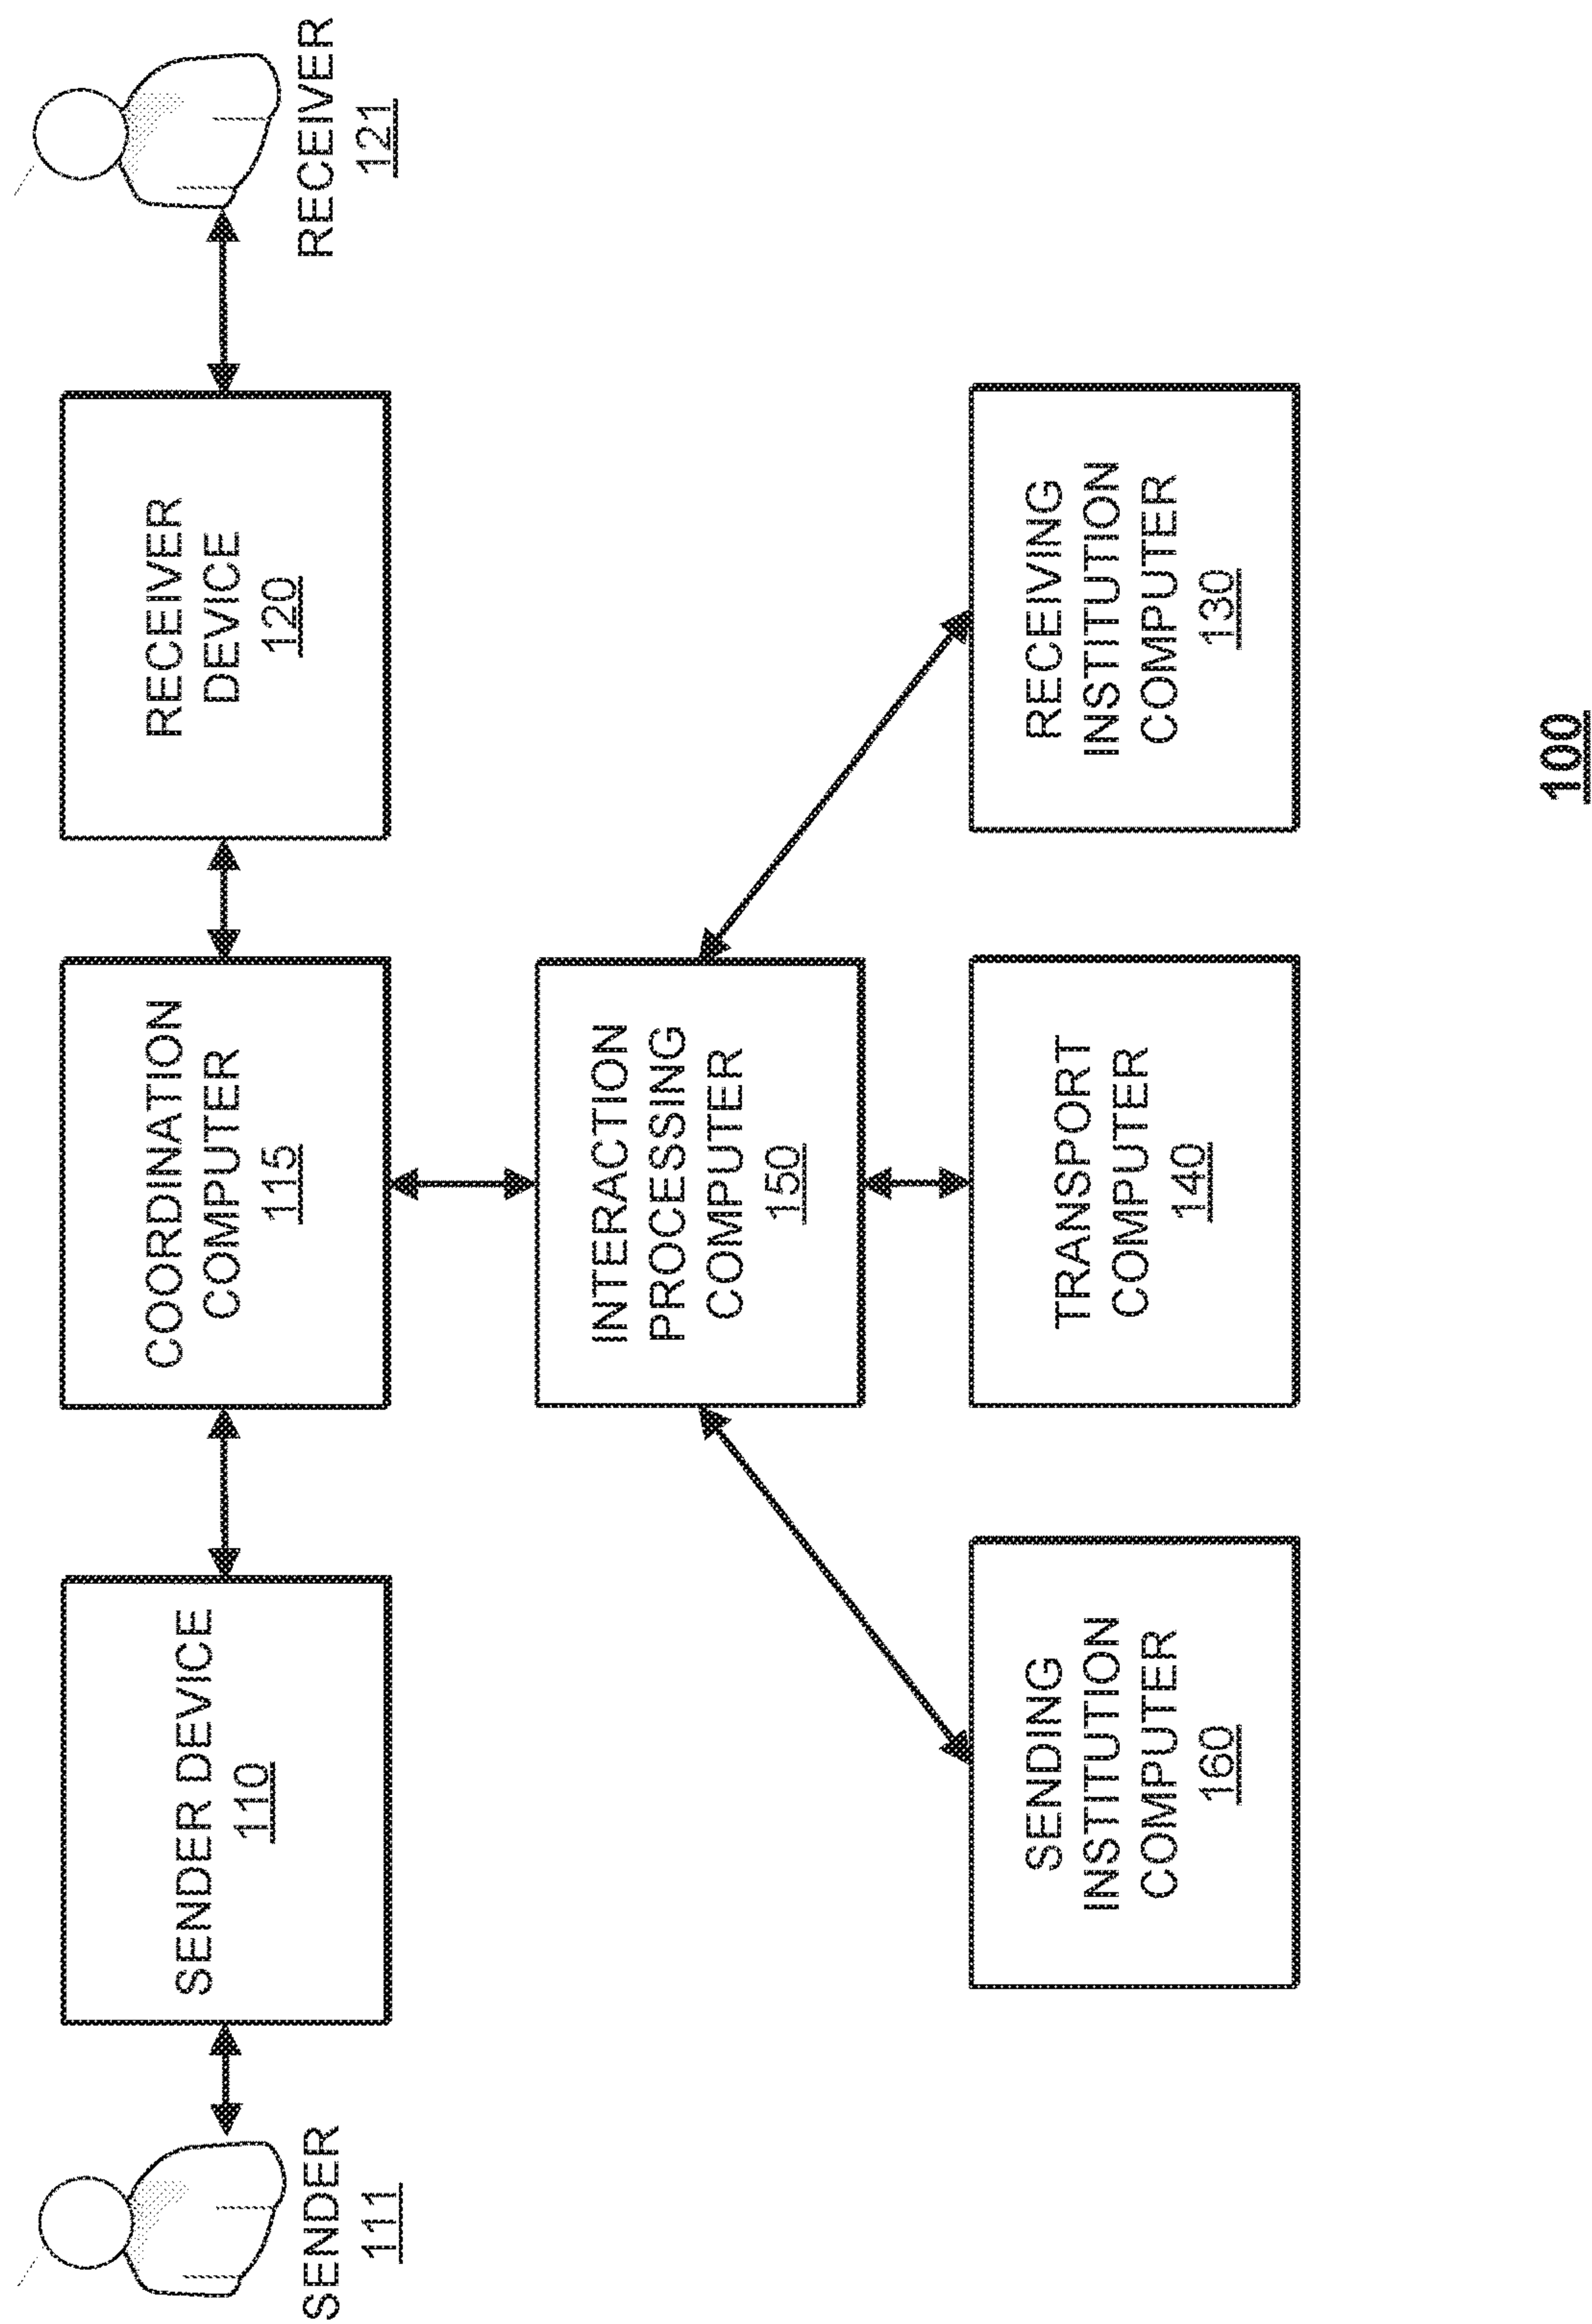 SENDER
111
SENDER DEVICE
110
COORDINATION
COMPUTER
115
RECEIVER
DEVICE
120
RECEIVER
121
INTERACTION
PROCESSING
COMPUTER
150
SENDING
INSTITUTION
COMPUTER
160
TRANSPORT
COMPUTER
140
RECEIVING
INSTITUTION
COMPUTER
130
100